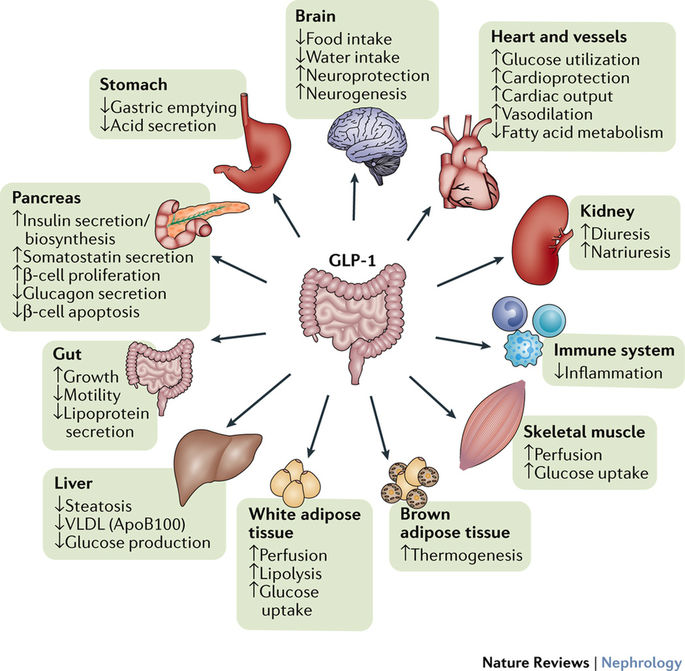 Brain
↓Food intake
↓Water intake
↑Neuroprotection
↑Neurogenesis
Heart and vessels
↑Glucose utilization
↑Cardioprotection
↑Cardiac output
↑Vasodilation
↓Fatty acid metabolism
Stomach
↓Gastric emptying
↓Acid secretion
Pancreas
↑Insulin secretion/
biosynthesis
↑Somatostatin secretion
↑β-cell proliferation
↓Glucagon secretion
↓β-cell apoptosis
Kidney
↑Diuresis
↑Natriuresis
GLP-1
Gut
↑Growth
↓Motility
↓Lipoprotein
secretion
Immune system
↓Inflammation
Skeletal muscle
↑Perfusion
↑Glucose uptake
Liver
↓Steatosis
↓VLDL (ApoB100)
↓Glucose production
White adipose
tissue
↑Perfusion
↑Lipolysis
↑Glucose
uptake
Brown
adipose tissue
↑Thermogenesis
Nature Reviews | Nephrology